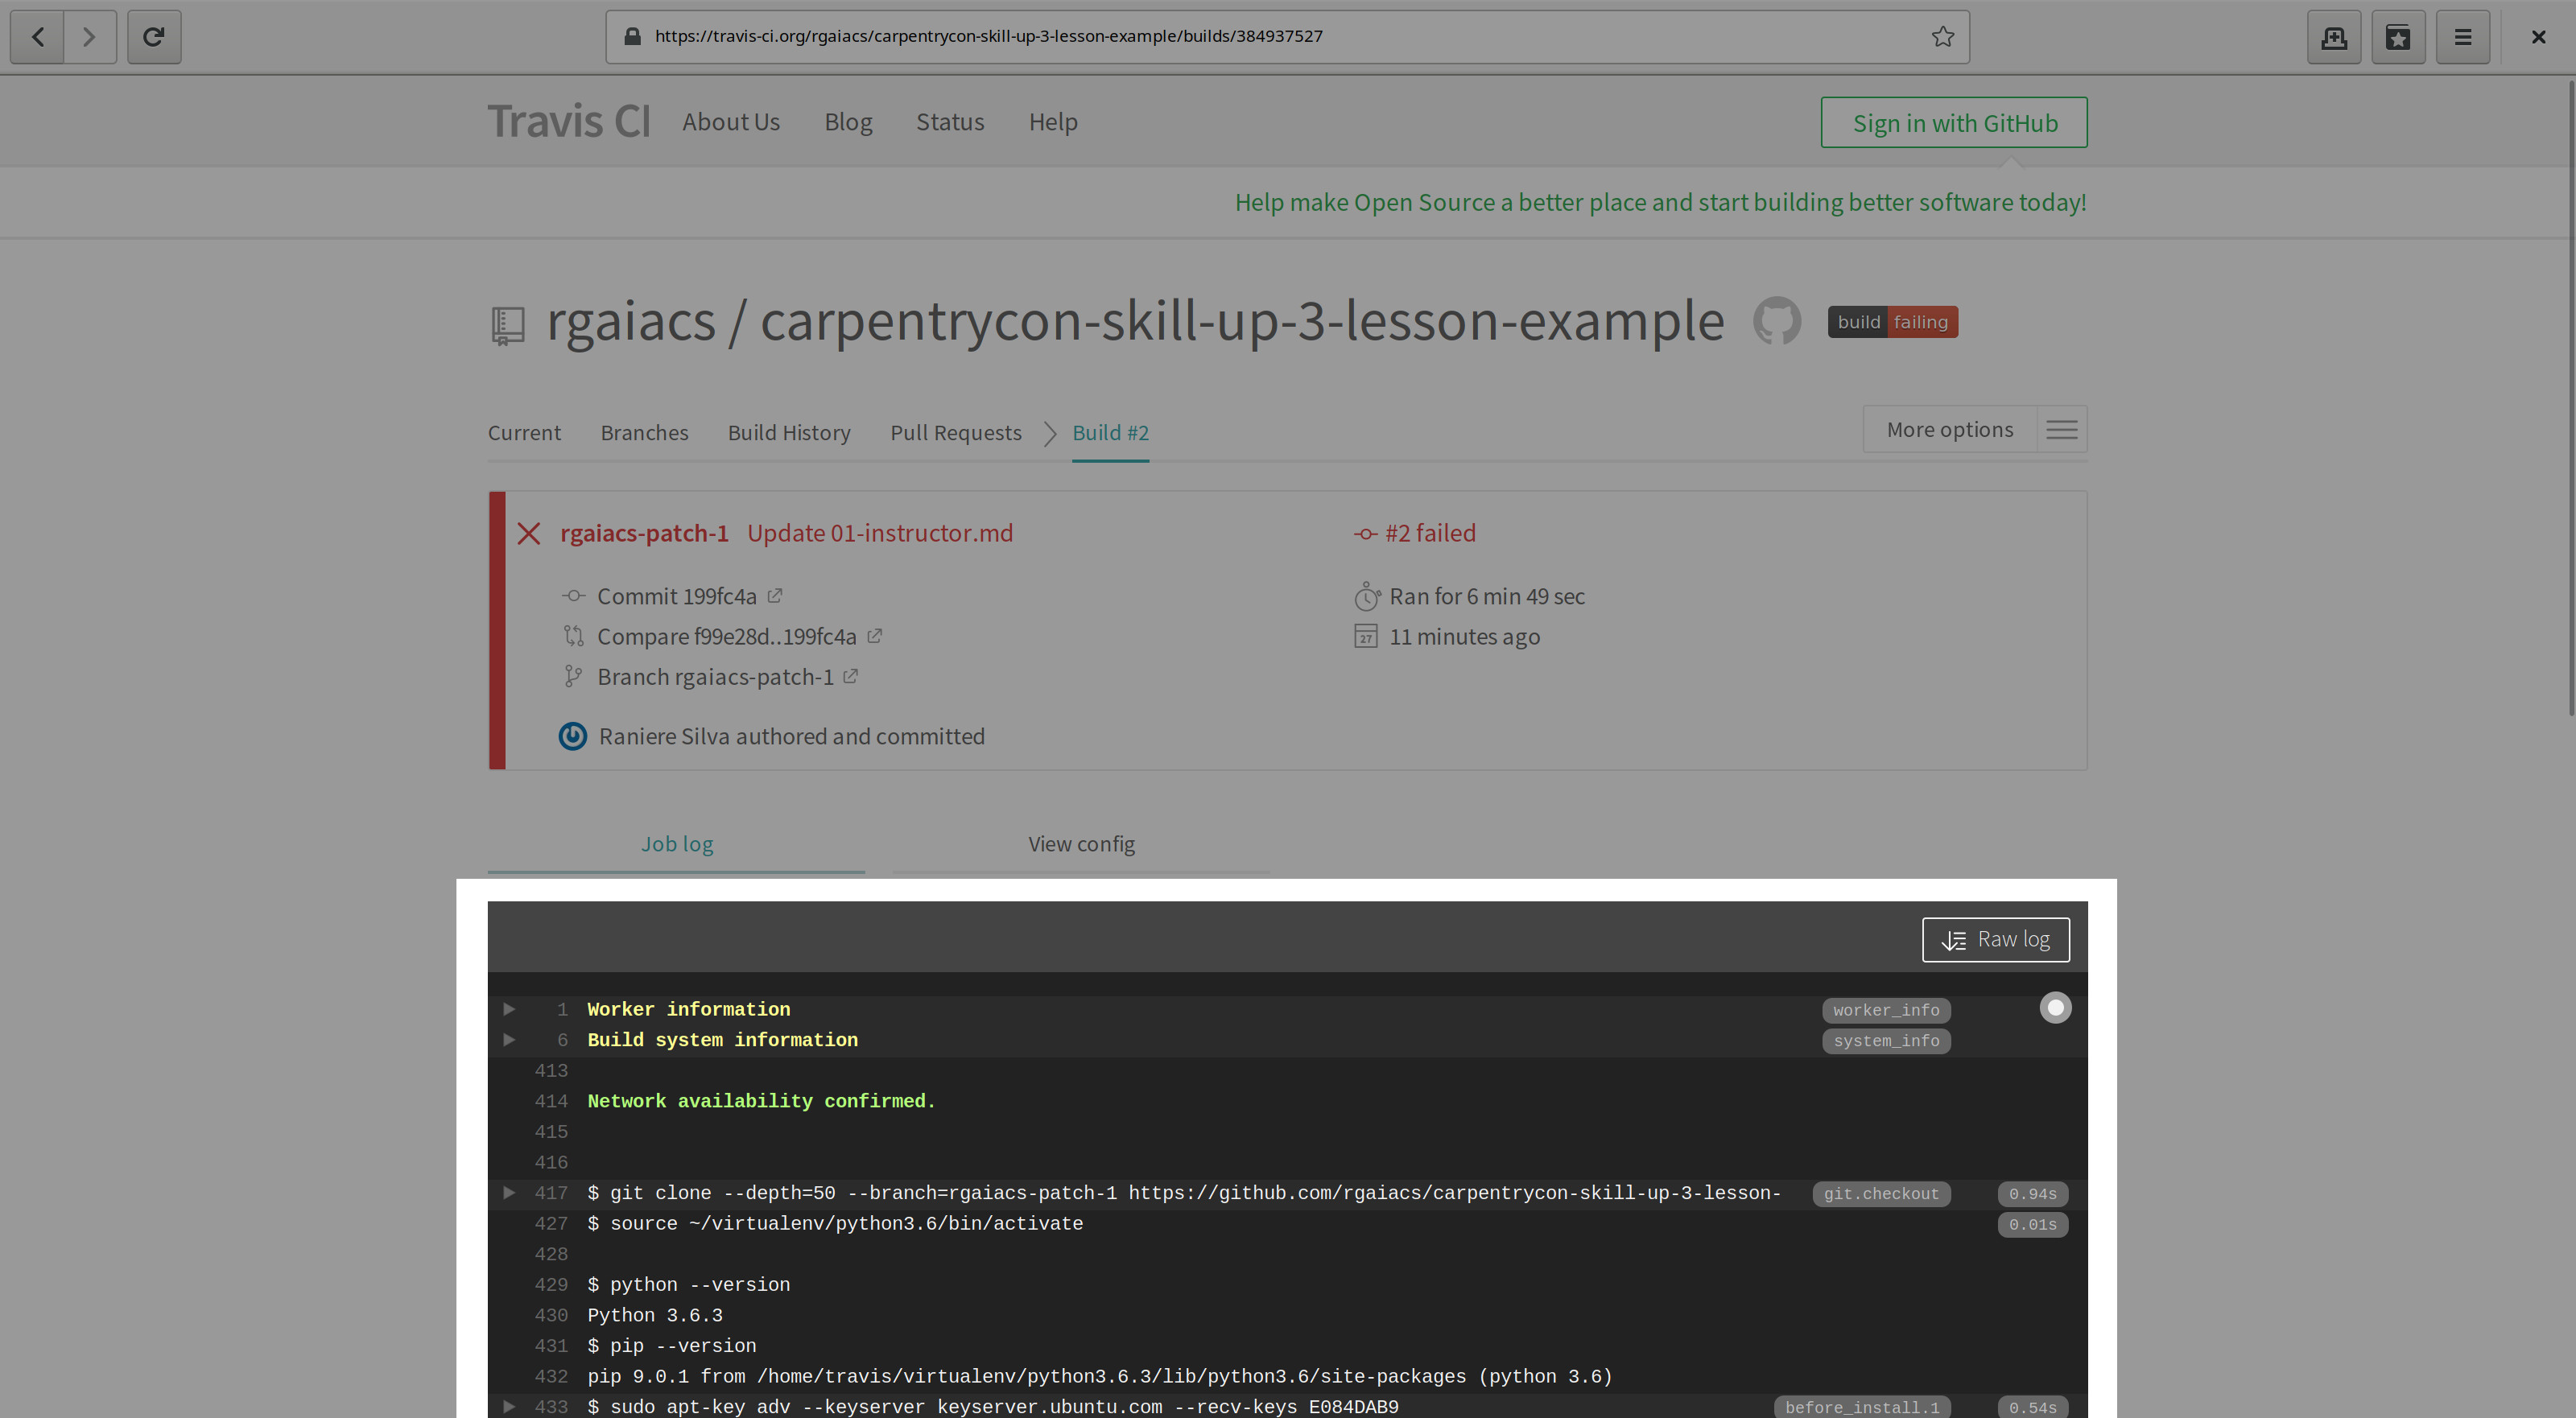 https://travis-ci.org/rgaiacs/carpentrycon-skill-up-3-lesson-example/builds/384937527
Travis CI About Us Blog Status Help Sign in with GitHub
Help make Open Source a better place and start building better software today!
rgaiacs / carpentrycon-skill-up-3-lesson-example build failing
Current Branches Build History Pull Requests Build #2 More options
rgaiacs-patch-1 Update 01-instructor.md #2 failed
Commit 199fc4a Ran for 6 min 49 sec
Compare f99e28d..199fc4a 27 11 minutes ago
Branch rgaiacs-patch-1
Raniere Silva authored and committed
Job log View config
Raw log
1 Worker information worker_info
6 Build system information system_info
413
414 Network availability confirmed.
415
416
417 $ git clone --depth=50 --branch=rgaiacs-patch-1 https://github.com/rgaiacs/carpentrycon-skill-up-3-lesson- git.checkout 0.94s
427 $ source ~/virtualenv/python3.6/bin/activate 0.01s
428
429 $ python --version
430 Python 3.6.3
431 $ pip --version
432 pip 9.0.1 from /home/travis/virtualenv/python3.6.3/lib/python3.6/site-packages (python 3.6)
433 $ sudo apt-key adv --keyserver keyserver.ubuntu.com --recv-keys E084DAB9 before_install.1 0.54s